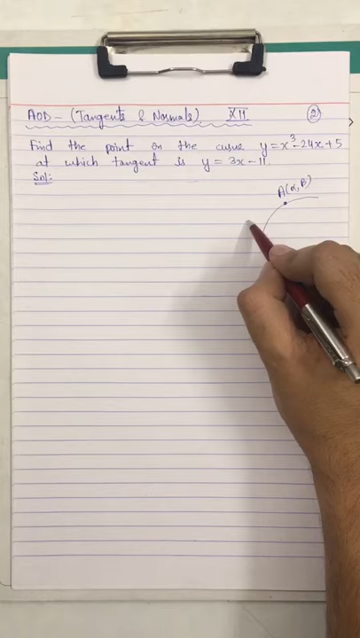 AOD - (Tangents & Normals) XII ②
Find the point on the curve y = x³ - 24x + 5
at which tangent is y = 3x - 11.
Sol:
A(α, β)